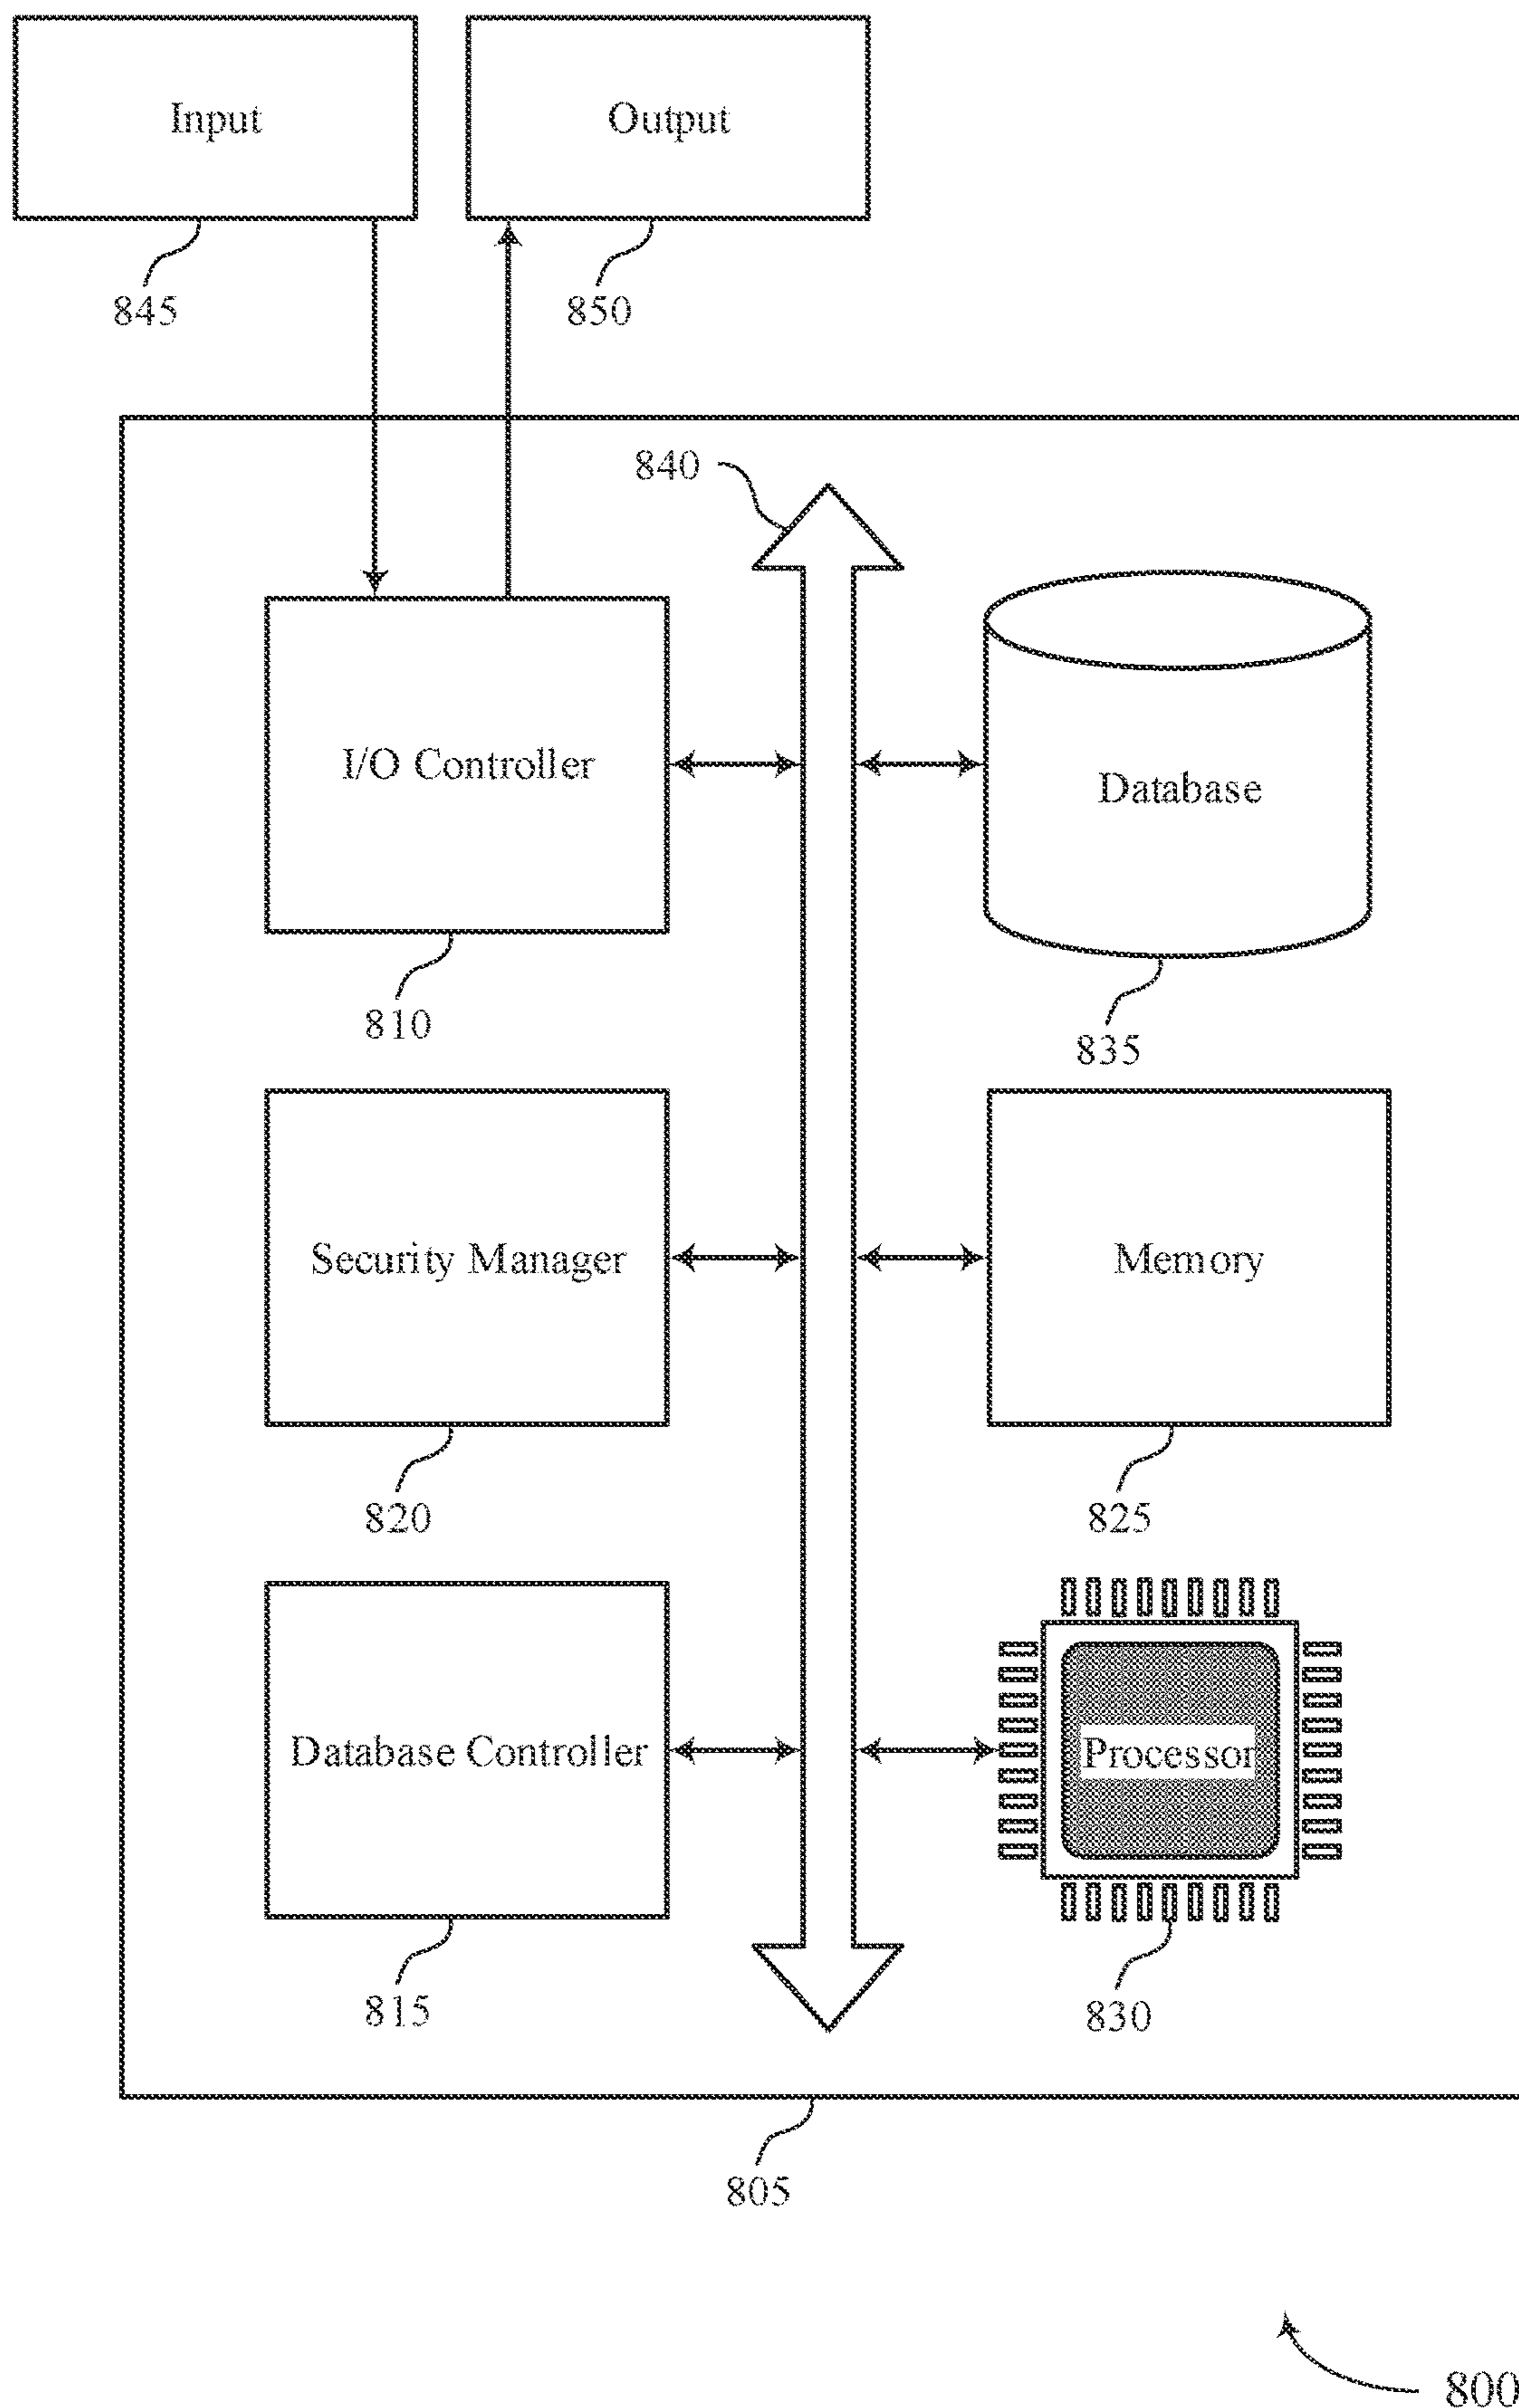 Input
Output
845
850
840
I/O Controller
Database
810
835
Security Manager
Memory
820
825
Database Controller
Processor
815
830
805
800